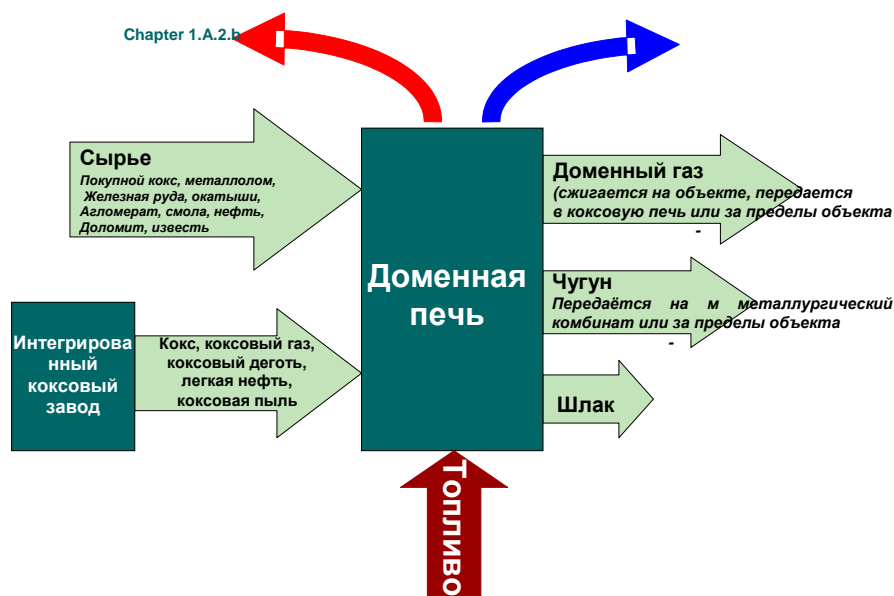 Chapter 1.A.2.b
Сырье
Покупной кокс, металлолом,
Железная руда, окатыши,
Агломерат, смола, нефть,
Доломит, известь
Интегрирова
нный
коксовый
завод
Кокс, коксовый газ,
коксовый деготь,
легкая нефть,
коксовая пыль
Доменная
печь
Доменный газ
(сжигается на объекте, передается
в коксовую печь или за пределы объекта
-
Чугун
Передаётся на м металлургический
комбинат или за пределы объекта
-
Шлак
Топливо